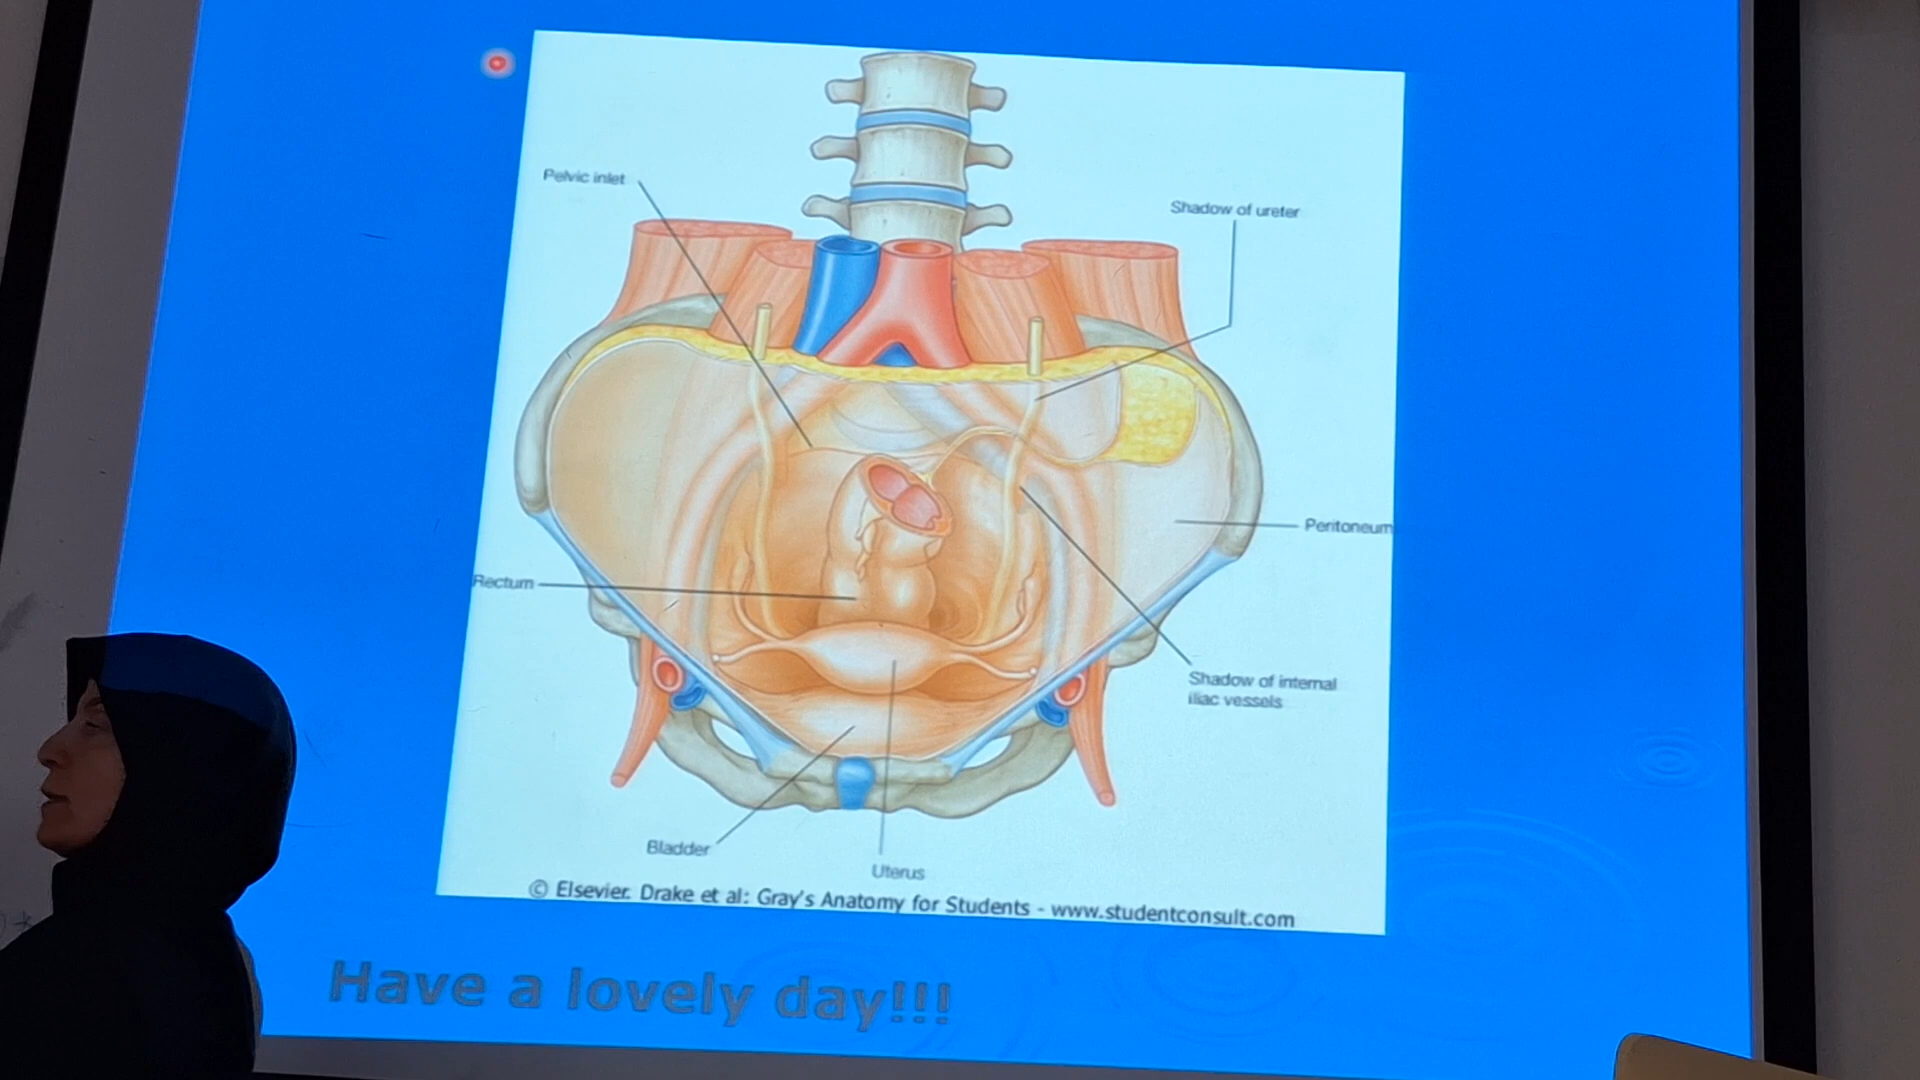 Pelvic inlet
Shadow of ureter
Peritoneum
Rectum
Shadow of internal
iliac vessels
Bladder
Uterus
© Elsevier. Drake et al: Gray's Anatomy for Students - www.studentconsult.com
Have a lovely day!!!